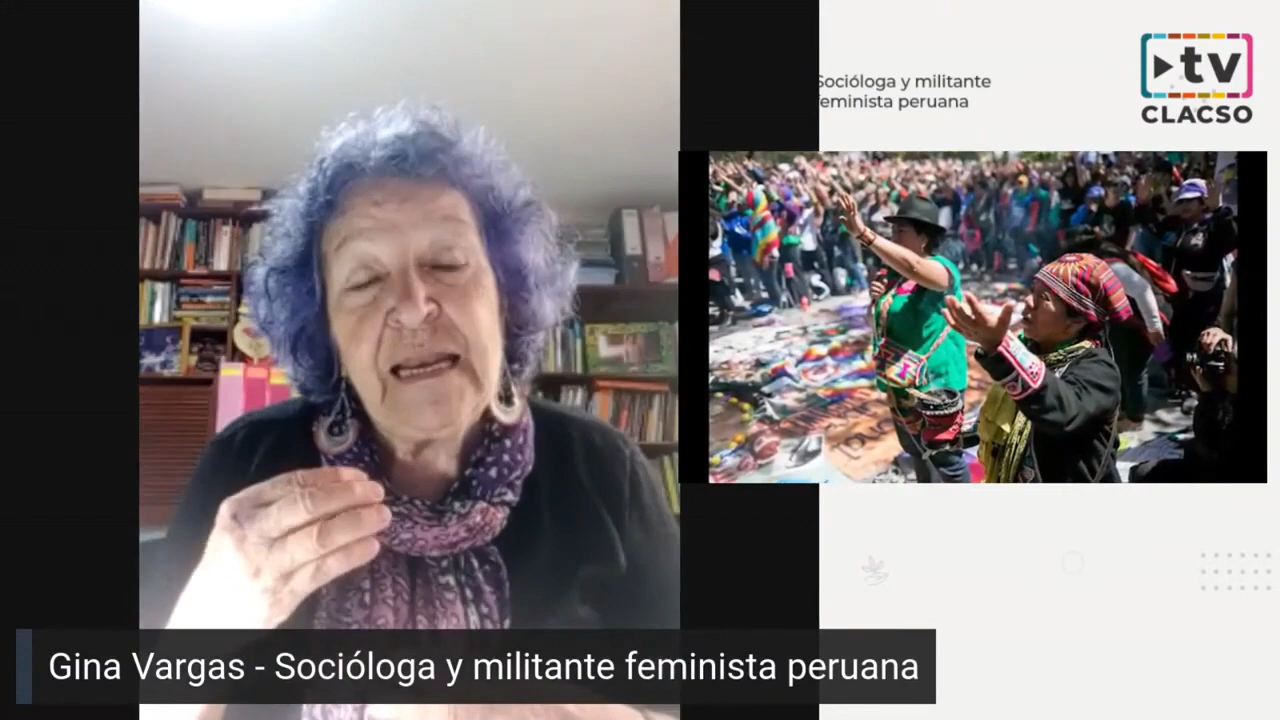 Socióloga y militante
feminista peruana
tv
CLACSO
Gina Vargas - Socióloga y militante feminista peruana